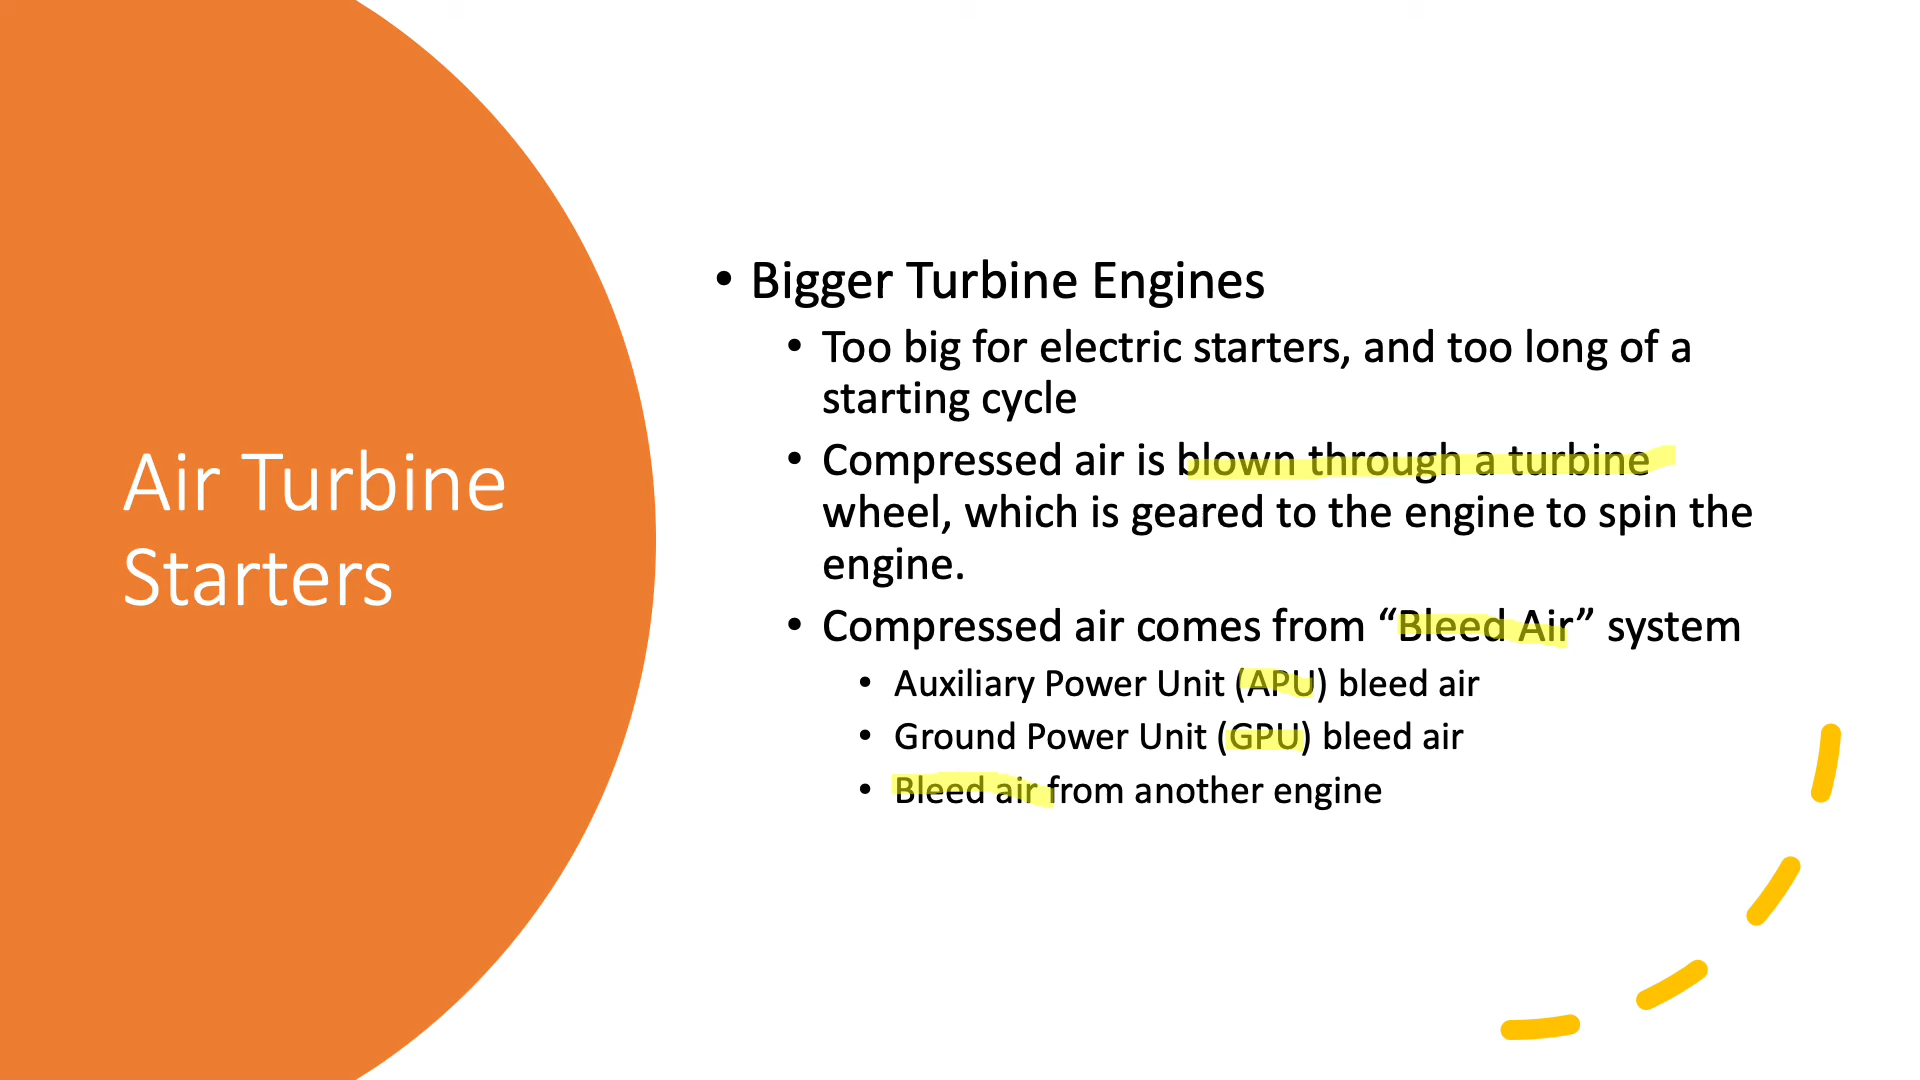 Air Turbine
Starters
• Bigger Turbine Engines
• Too big for electric starters, and too long of a
starting cycle
• Compressed air is blown through a turbine
wheel, which is geared to the engine to spin the
engine.
• Compressed air comes from “Bleed Air” system
• Auxiliary Power Unit (APU) bleed air
• Ground Power Unit (GPU) bleed air
• Bleed air from another engine